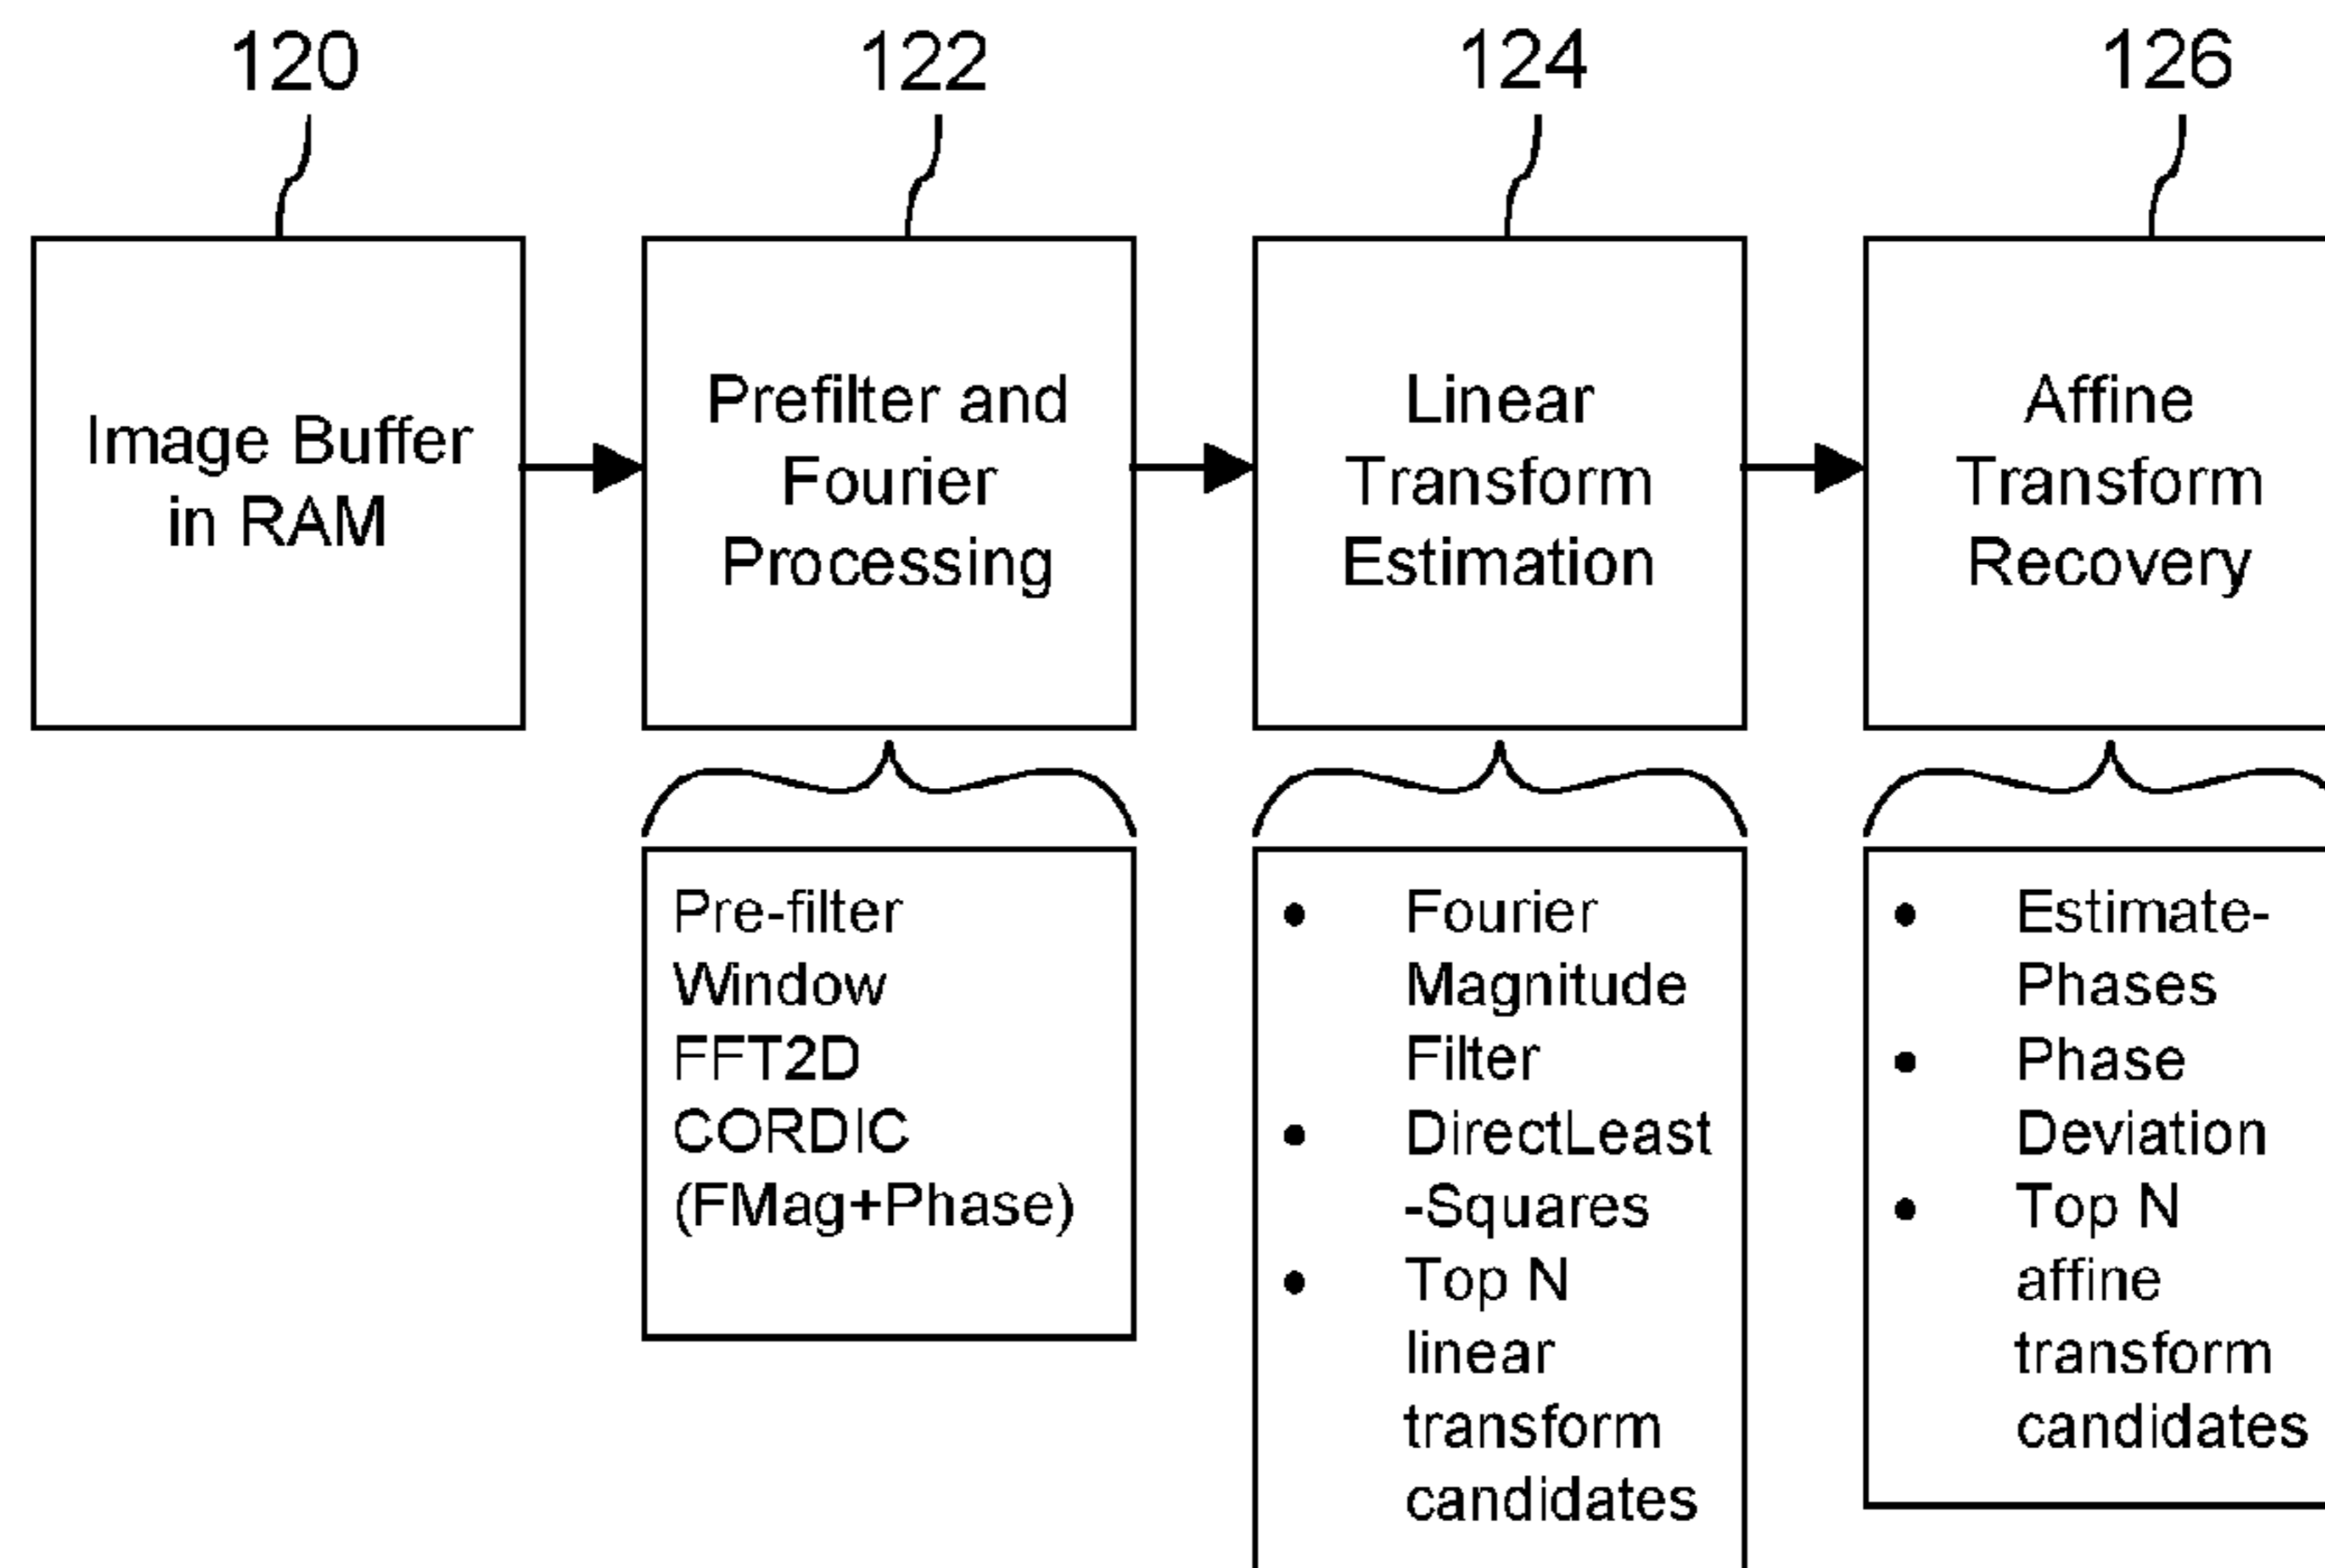 120
122
124
126
Image Buffer
in RAM
Prefilter and
Fourier
Processing
Linear
Transform
Estimation
Affine
Transform
Recovery
Pre-filter
Window
FFT2D
CORDIC
(FMag+Phase)
• Fourier
Magnitude
Filter
• DirectLeast
-Squares
• Top N
linear
transform
candidates
• Estimate-
Phases
• Phase
Deviation
• Top N
affine
transform
candidates